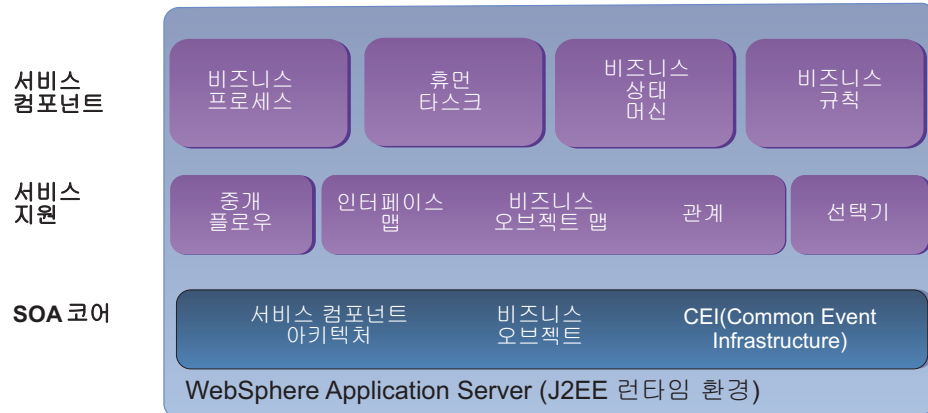 서비스
컴포넌트
비즈니스
프로세스
휴먼
타스크
비즈니스
상태
머신
비즈니스
규칙
서비스
지원
중개
플로우
인터페이스
맵
비즈니스
오브젝트 맵
관계
선택기
SOA 코어
서비스 컴포넌트
아키텍처
비즈니스
오브젝트
CEI(Common Event
Infrastructure)
WebSphere Application Server (J2EE 런타임 환경)